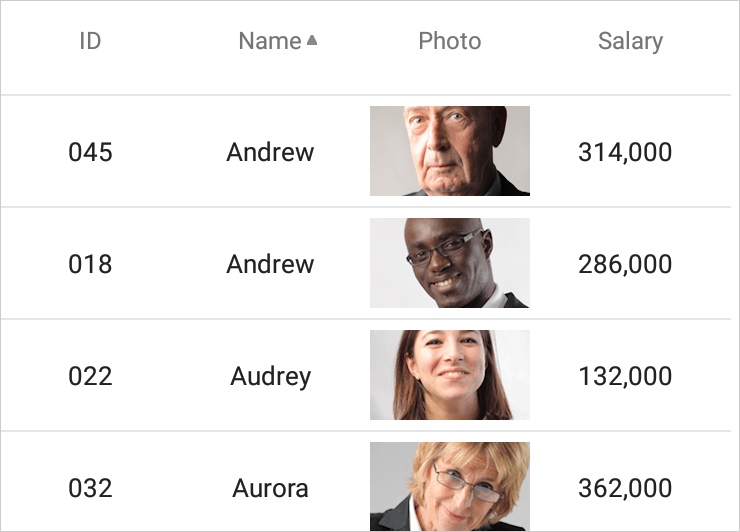 ID Name Photo Salary
045 Andrew 314,000
018 Andrew 286,000
022 Audrey 132,000
032 Aurora 362,000